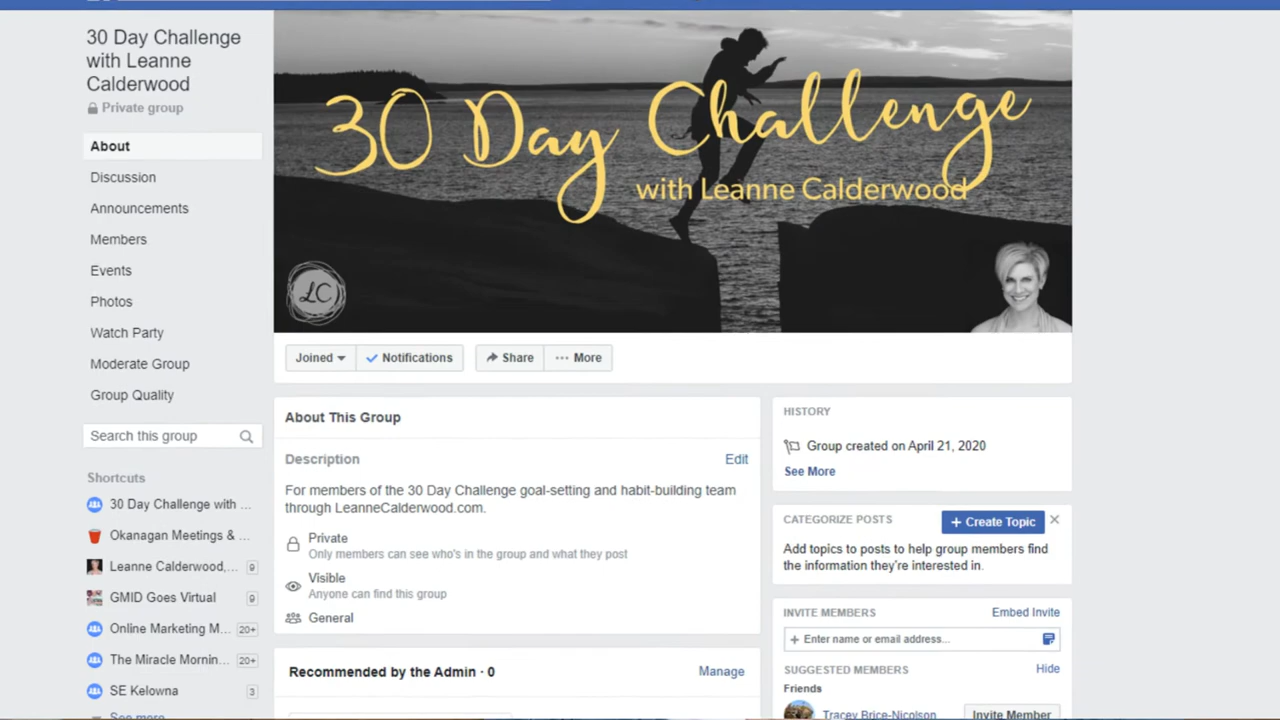 30 Day Challenge
with Leanne
Calderwood
Private group
About
Discussion
Announcements
Members
Events
Photos
Watch Party
Moderate Group
Group Quality
Search this group
Shortcuts
30 Day Challenge with ...
Okanagan Meetings & ...
Leanne Calderwood,... 9
GMID Goes Virtual 9
Online Marketing M... 20+
The Miracle Mornin... 20+
SE Kelowna 3
See more
30 Day Challenge
with Leanne Calderwood
LC
Joined
Notifications
Share
More
About This Group
Description Edit
For members of the 30 Day Challenge goal-setting and habit-building team
through LeanneCalderwood.com.
Private
Only members can see who's in the group and what they post
Visible
Anyone can find this group
General
Recommended by the Admin · 0 Manage
HISTORY
Group created on April 21, 2020
See More
CATEGORIZE POSTS + Create Topic
Add topics to posts to help group members find
the information they're interested in.
INVITE MEMBERS Embed Invite
+ Enter name or email address...
SUGGESTED MEMBERS Hide
Friends
Tracey Brice-Nicolson Invite Member